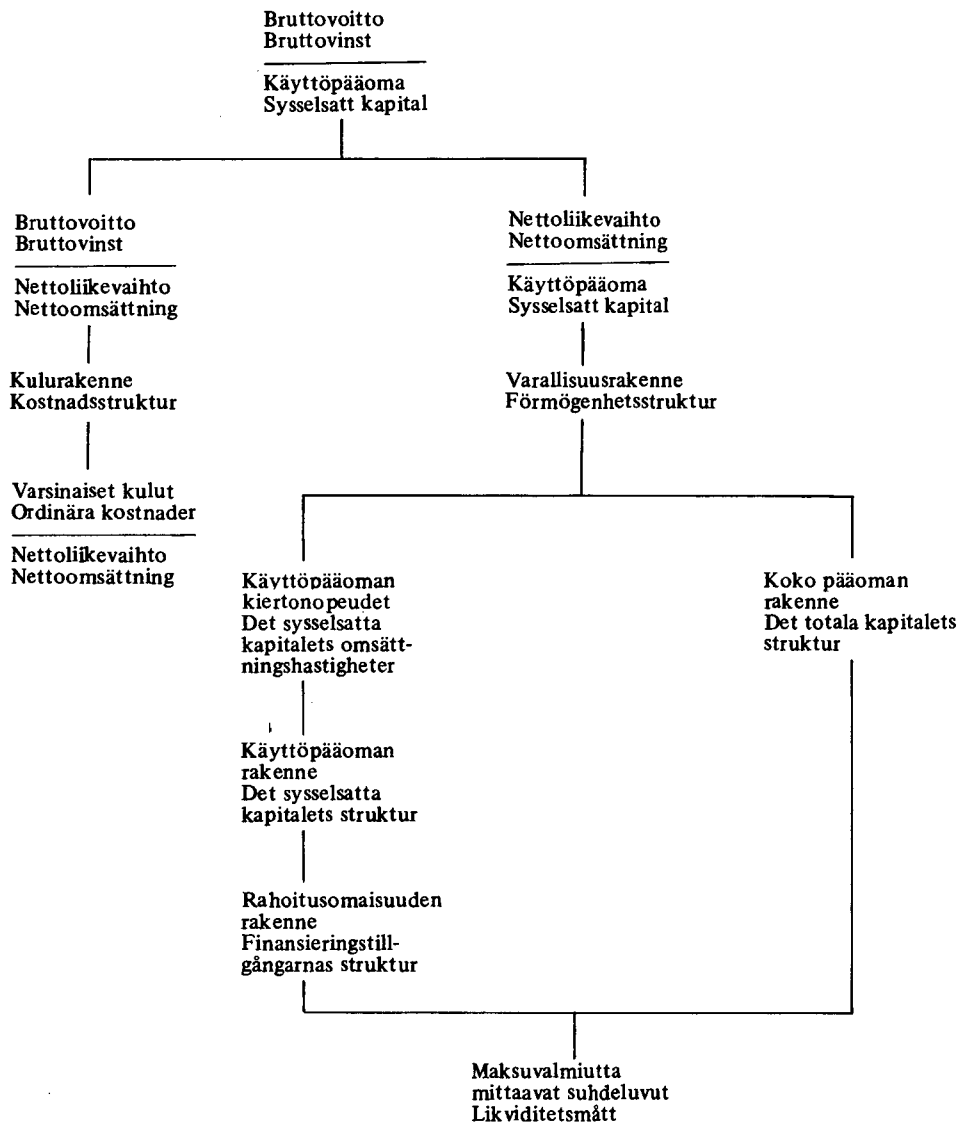 Bruttovoitto
Bruttovinst
Käyttöpääoma
Sysselsatt kapital
Bruttovoitto
Bruttovinst
Nettoliikevaihto
Nettoomsättning
Kulurakenne
Kostnadsstruktur
Varsinaiset kulut
Ordinära kostnader
Nettoliikevaihto
Nettoomsättning
Nettoliikevaihto
Nettoomsättning
Käyttöpääoma
Sysselsatt kapital
Varallisuusrakenne
Förmögenhetsstruktur
Käyttöpääoman
kiertonopeudet
Det sysselsatta
kapitalets omsätt-
ningshastigheter
Käyttöpääoman
rakenne
Det sysselsatta
kapitalets struktur
Rahoitusomaisuuden
rakenne
Finansieringstill-
gångarnas struktur
Koko pääoman
rakenne
Det totala kapitalets
struktur
Maksuvalmiutta
mittaavat suhdeluvut
Likviditetsmått